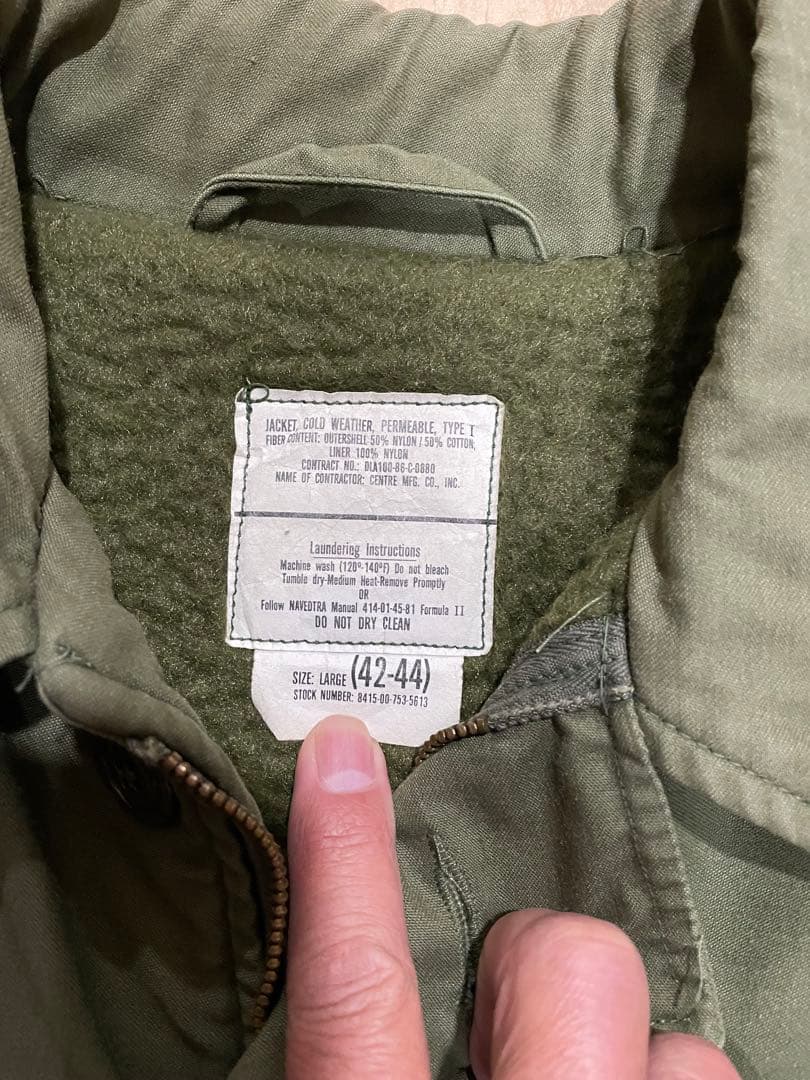 JACKET, COLD WEATHER, PERMEABLE, TYPE I
FIBER CONTENT: OUTERSHELL 50% NYLON / 50% COTTON,
LINER 100% NYLON
CONTRACT NO.: DLA100-86-C-0880
NAME OF CONTRACTOR: CENTRE MFG. CO., INC.
Laundering Instructions
Machine wash (120°-140°F) Do not bleach
Tumble dry-Medium Heat-Remove Promptly
OR
Follow NAVEDTRA Manual 414-01-45-81 Formula II
DO NOT DRY CLEAN
SIZE: LARGE (42-44)
STOCK NUMBER: 8415-00-753-5613